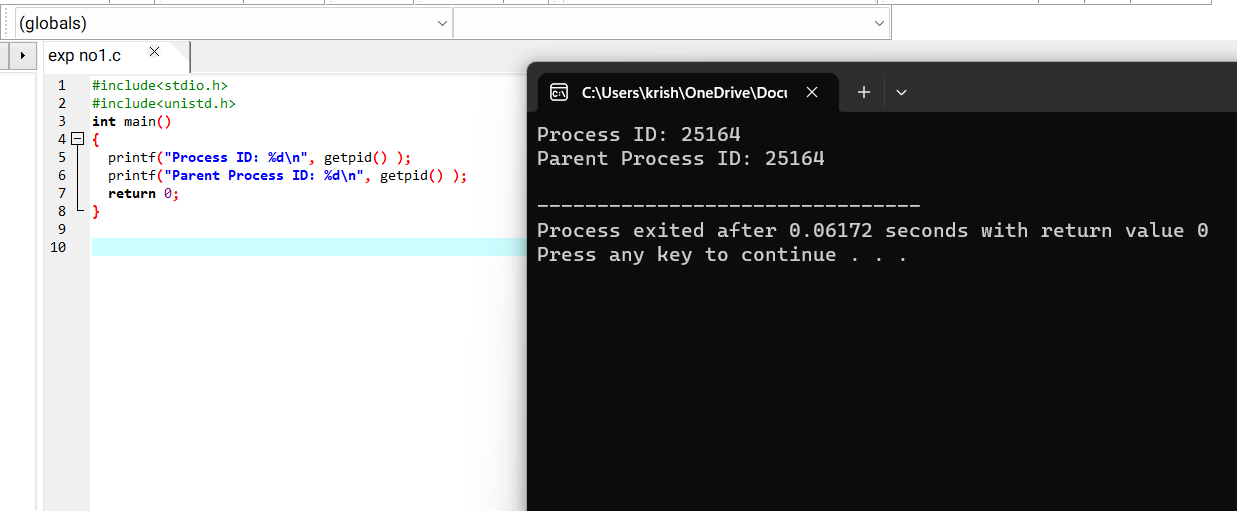 (globals)
exp no1.c
1 #include<stdio.h>
2 #include<unistd.h>
3 int main()
4 {
5 printf("Process ID: %d\n", getpid() );
6 printf("Parent Process ID: %d\n", getpid() );
7 return 0;
8 }
9
10
C:\Users\krish\OneDrive\Docu
Process ID: 25164
Parent Process ID: 25164
--------------------------------
Process exited after 0.06172 seconds with return value 0
Press any key to continue . . .